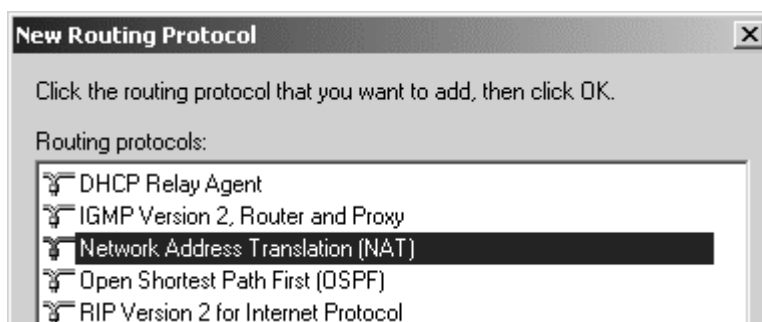 New Routing Protocol
Click the routing protocol that you want to add, then click OK.
Routing protocols:
DHCP Relay Agent
IGMP Version 2, Router and Proxy
Network Address Translation (NAT)
Open Shortest Path First (OSPF)
RIP Version 2 for Internet Protocol